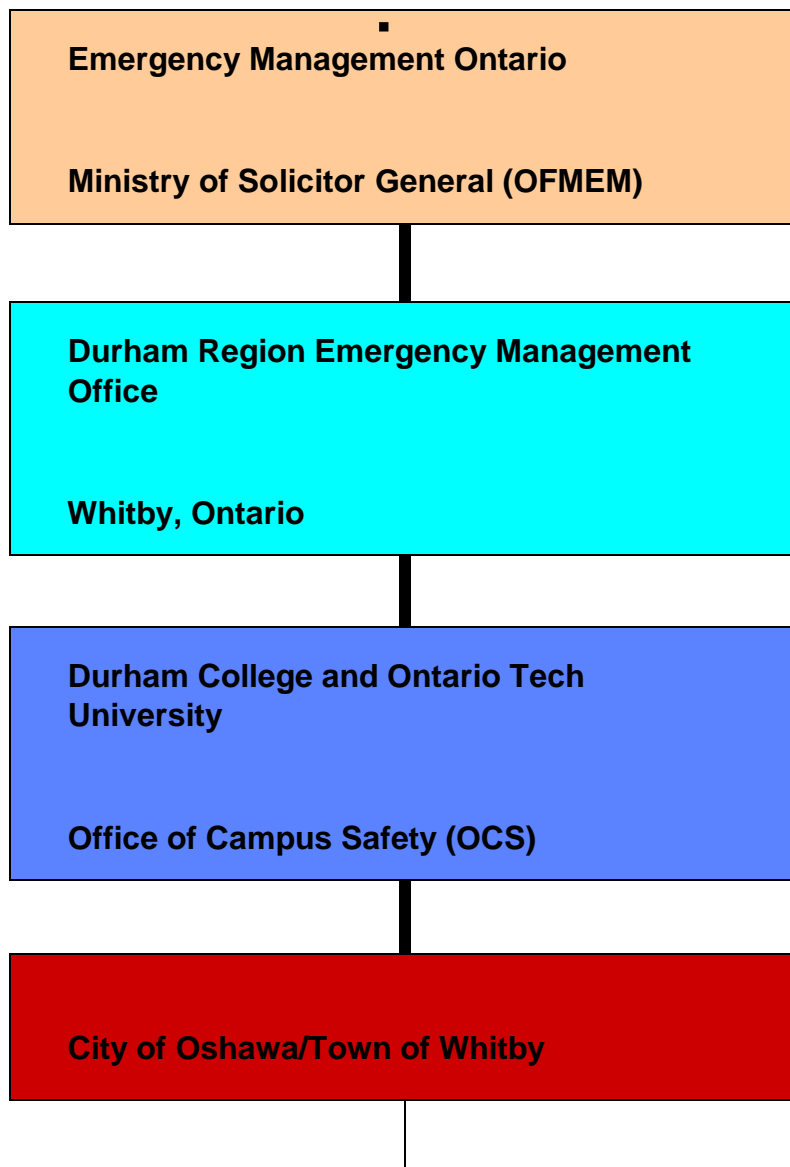 Emergency Management Ontario
Ministry of Solicitor General (OFMEM)
Durham Region Emergency Management
Office
Whitby, Ontario
Durham College and Ontario Tech
University
Office of Campus Safety (OCS)
City of Oshawa/Town of Whitby